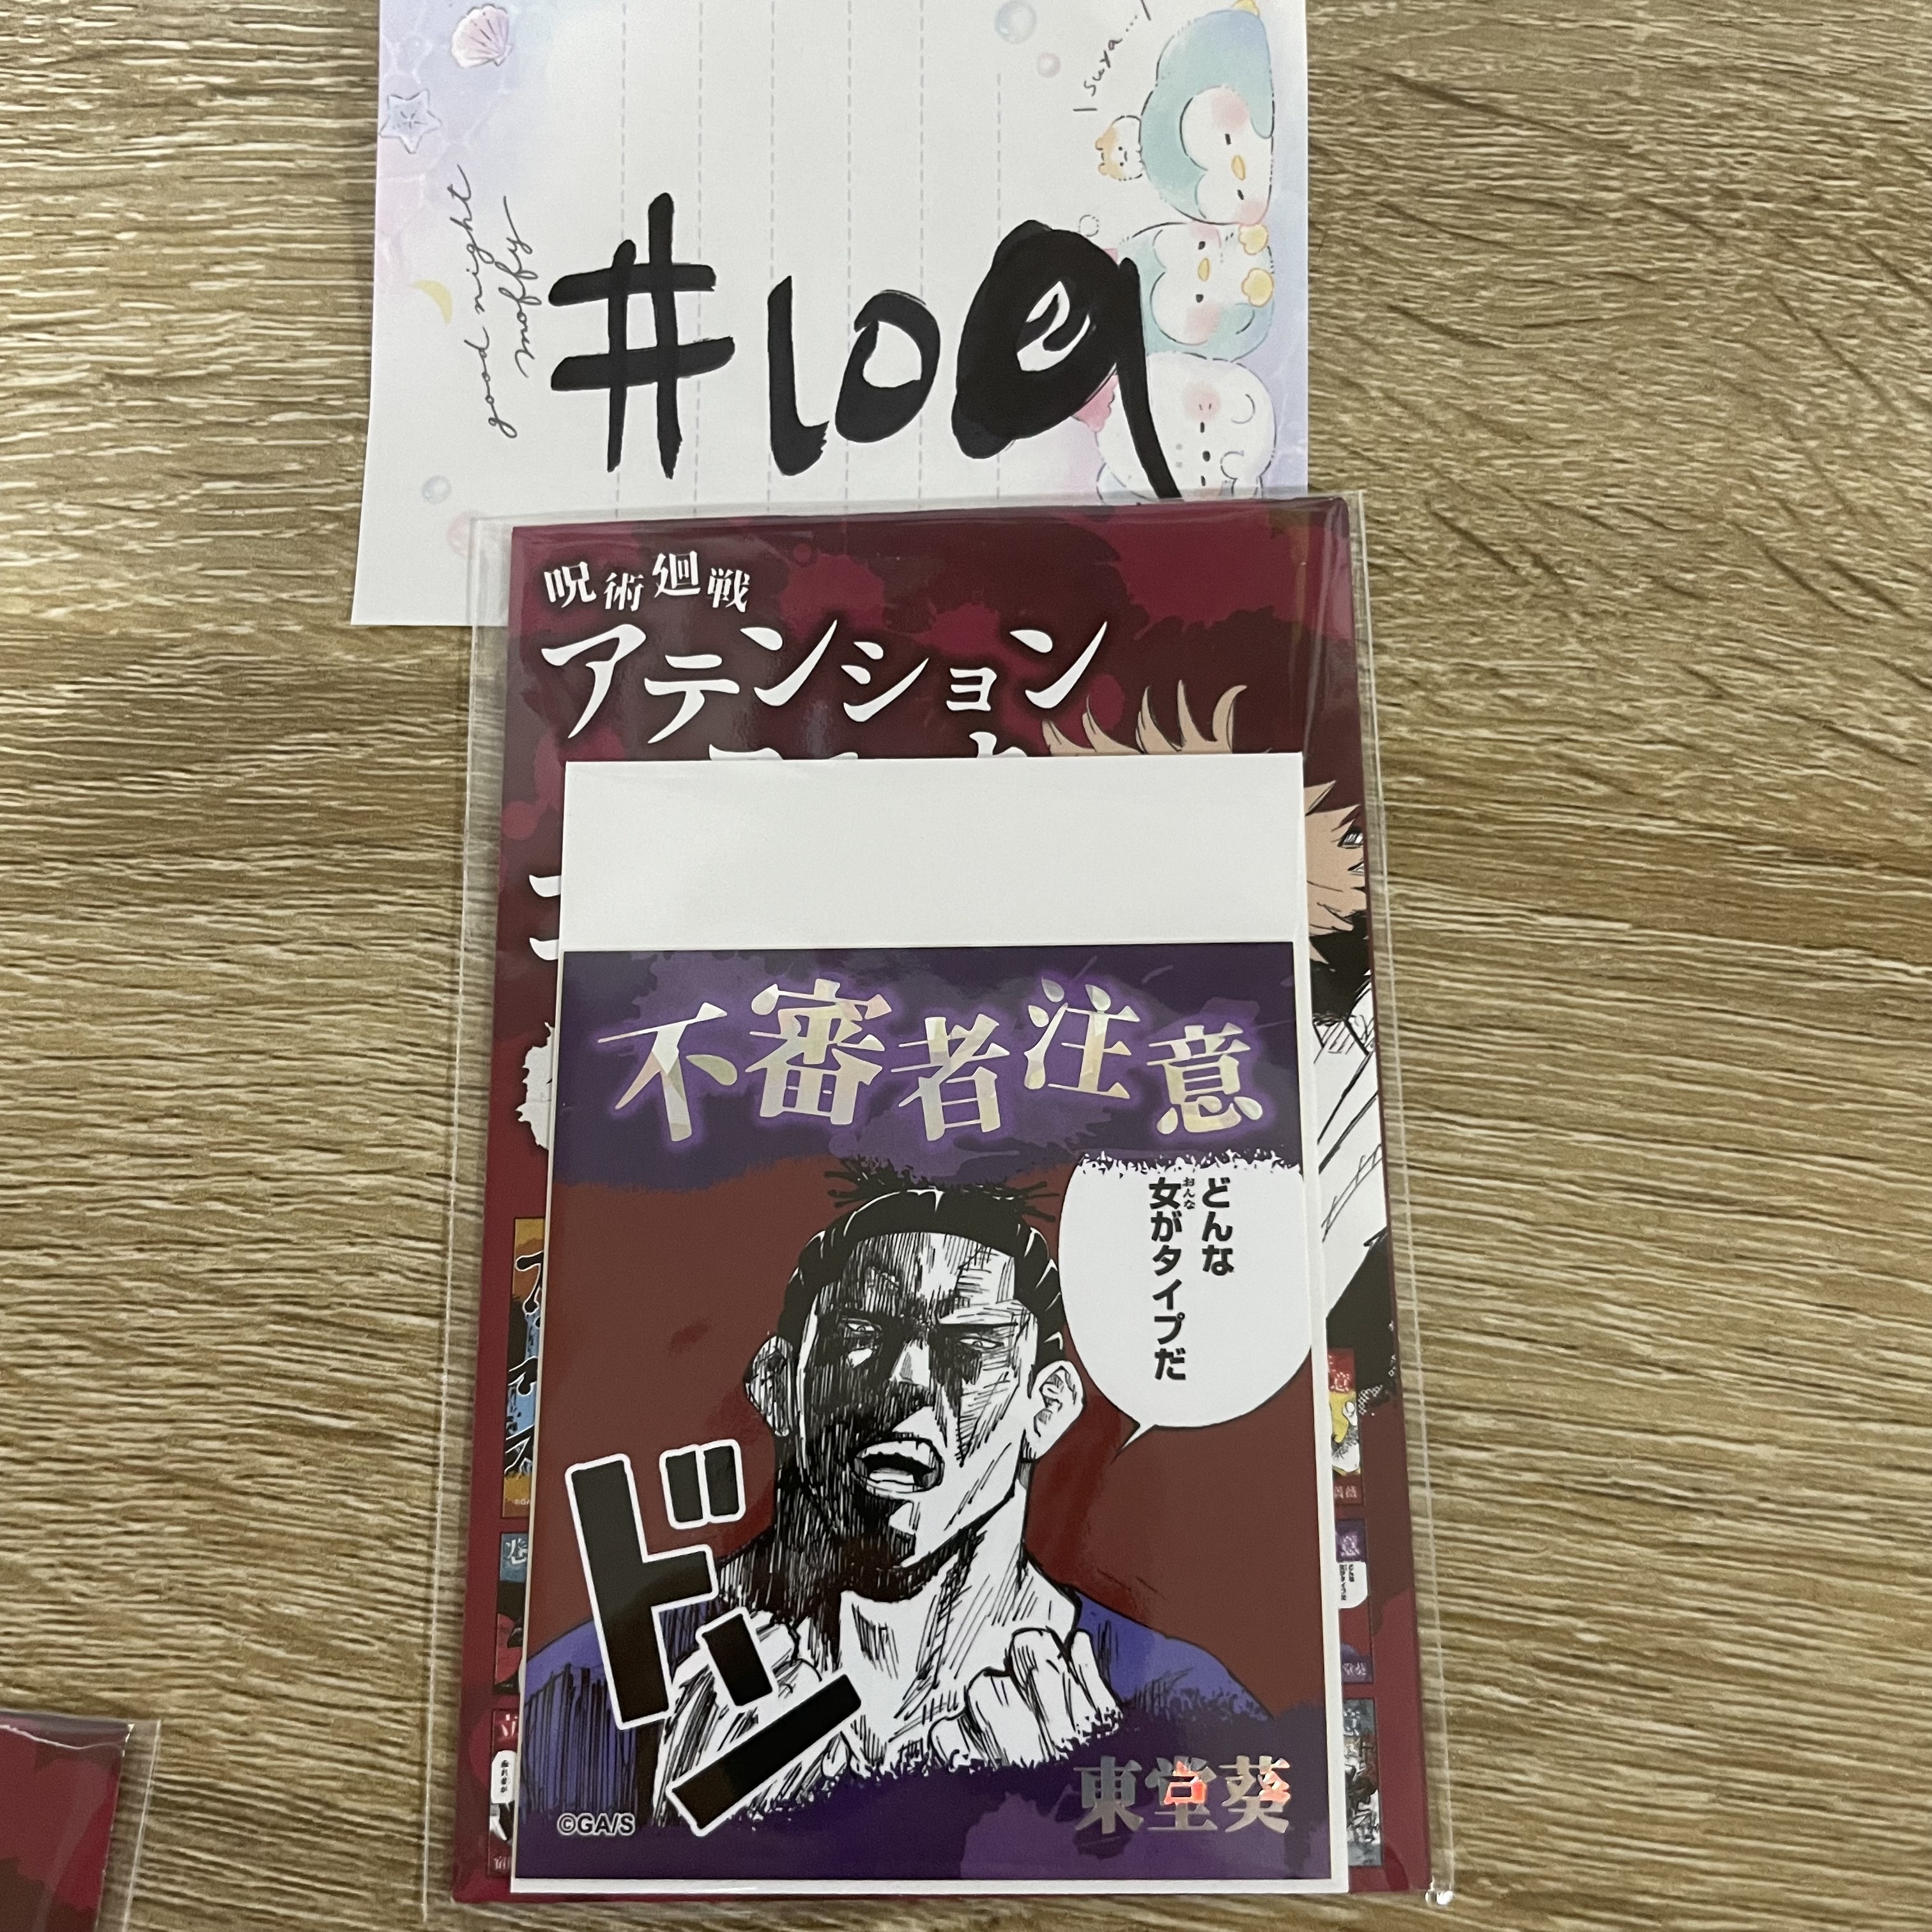 suya....
good night
moffy
#109
呪術廻戦
アテンション
不審者注意
どんな
女がタイプだ
おんな
ドン
東堂葵
©GA/S